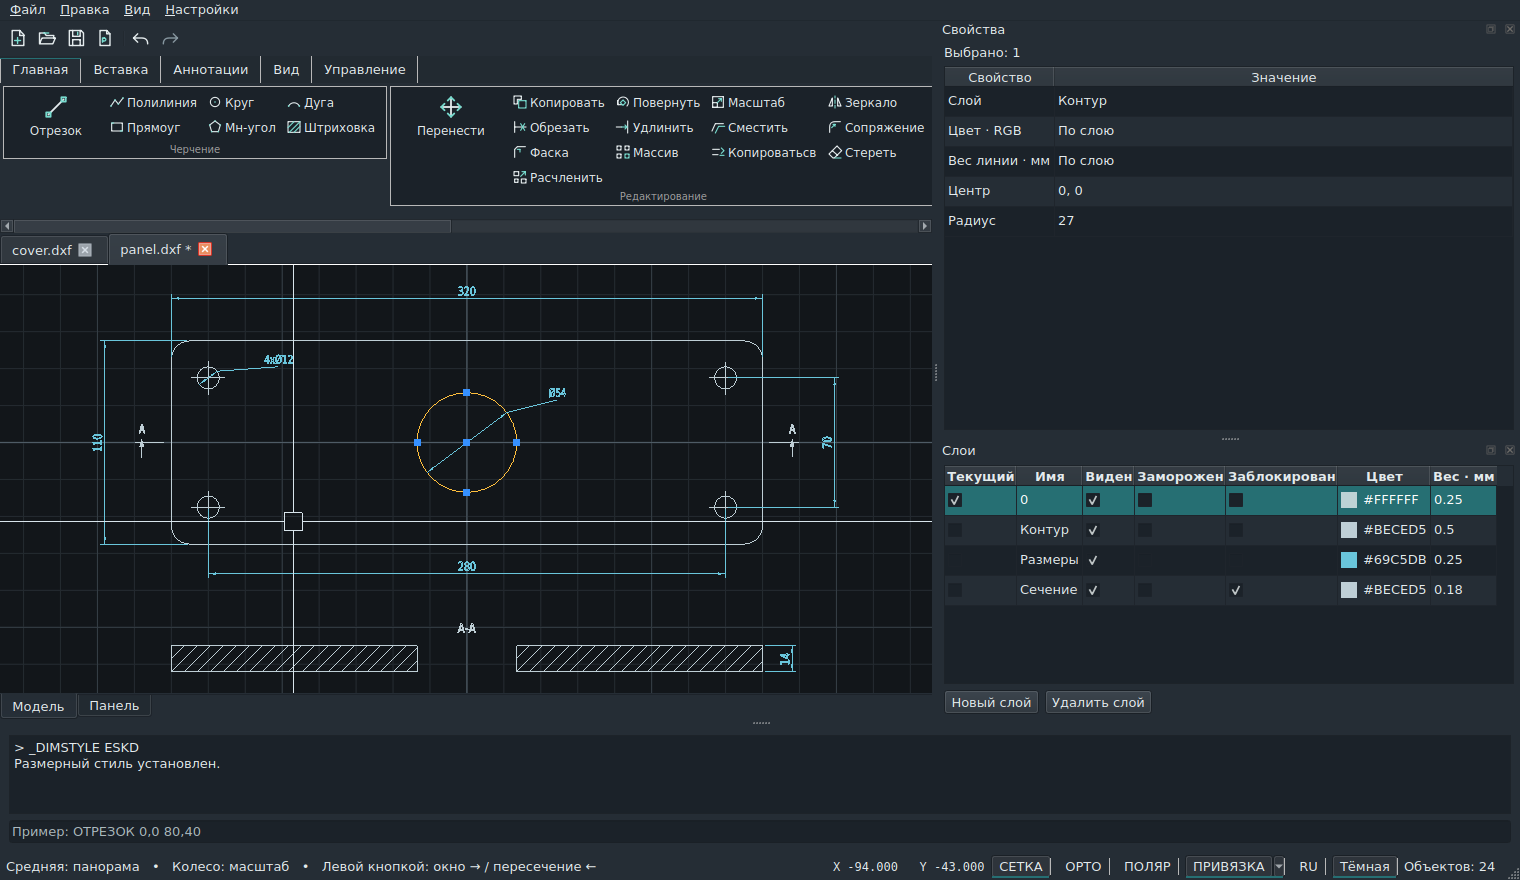 Файл Правка Вид Настройки
Главная Вставка Аннотации Вид Управление
Отрезок
Полилиния Круг Дуга
Прямоуг Мн-угол Штриховка
Черчение
Перенести
Копировать Повернуть Масштаб Зеркало
Обрезать Удлинить Сместить Сопряжение
Фаска Массив Копироватьсв Стереть
Расчленить
Редактирование
cover.dxf panel.dxf *
320
4xØ12
Ø54
110
A
A
70
280
A-A
14
Модель Панель
Свойства
Выбрано: 1
Свойство Значение
Слой Контур
Цвет · RGB По слою
Вес линии · мм По слою
Центр 0, 0
Радиус 27
Слои
Текущий Имя Виден Заморожен Заблокирован Цвет Вес · мм
0 #FFFFFF 0.25
Контур #BECED5 0.5
Размеры #69C5DB 0.25
Сечение #BECED5 0.18
Новый слой Удалить слой
> _DIMSTYLE ESKD
Размерный стиль установлен.
Пример: ОТРЕЗОК 0,0 80,40
Средняя: панорама • Колесо: масштаб • Левой кнопкой: окно → / пересечение ← X -94.000 Y -43.000 СЕТКА ОРТО ПОЛЯР ПРИВЯЗКА RU Тёмная Объектов: 24